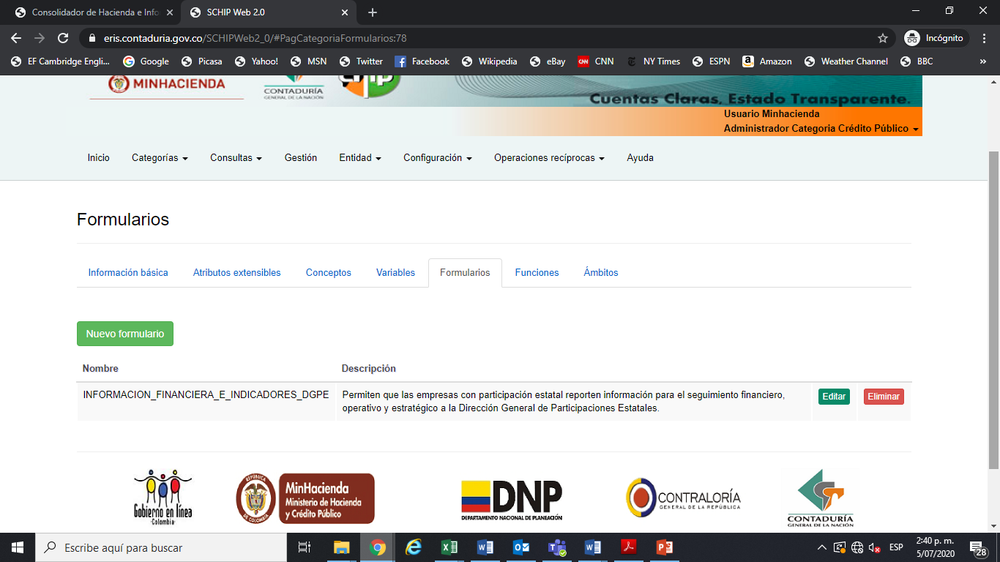 Consolidador de Hacienda e Info
SCHIP Web 2.0
eris.contaduria.gov.co/SCHIPWeb2_0/#PagCategoriaFormularios:78
Incógnito
EF Cambridge Engli... Google Picasa Yahoo! MSN Twitter Facebook Wikipedia eBay CNN NY Times ESPN Amazon Weather Channel BBC »
MINHACIENDA
CONTADURÍA
GENERAL DE LA NACIÓN
Cuentas Claras, Estado Transparente.
Usuario Minhacienda
Administrador Categoria Crédito Público
Inicio Categorías Consultas Gestión Entidad Configuración Operaciones recíprocas Ayuda
Formularios
Información básica Atributos extensibles Conceptos Variables Formularios Funciones Ámbitos
Nuevo formulario
Nombre Descripción
INFORMACION_FINANCIERA_E_INDICADORES_DGPE Permiten que las empresas con participación estatal reporten información para el seguimiento financiero, Editar Eliminar
operativo y estratégico a la Dirección General de Participaciones Estatales.
Gobierno en línea
·Colombia·
REPÚBLICA
DE COLOMBIA
MinHacienda
Ministerio de Hacienda
y Crédito Público
DNP
DEPARTAMENTO NACIONAL DE PLANEACIÓN
CONTRALORÍA
GENERAL DE LA REPÚBLICA
CONTADURÍA
GENERAL DE LA NACIÓN
Escribe aquí para buscar
ESP
2:40 p. m.
5/07/2020
28